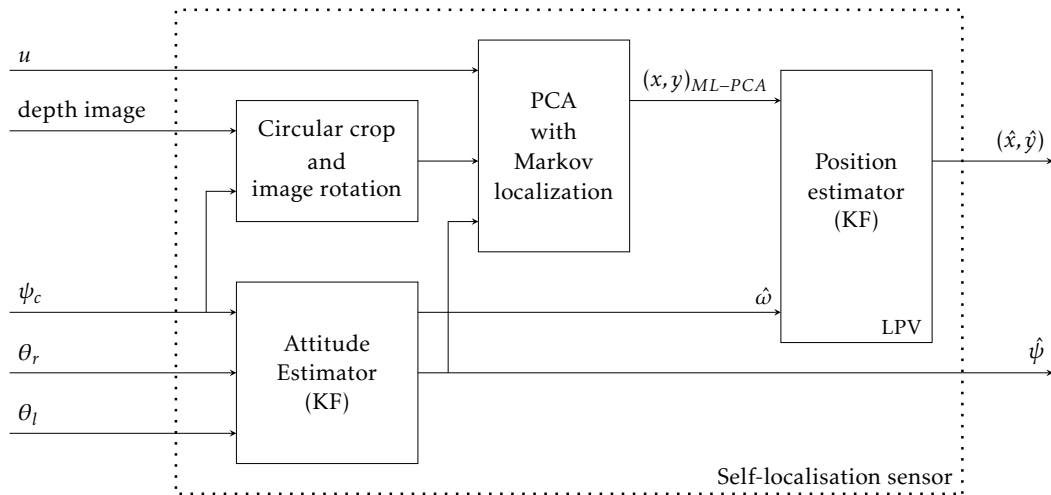 u
depth image
Circular crop
and
image rotation
PCA
with
Markov
localization
(x, y)ML−PCA
Position
estimator
(KF)
LPV
(x̂, ŷ)
ψc
θr
θl
Attitude
Estimator
(KF)
ω̂
ψ̂
Self-localisation sensor